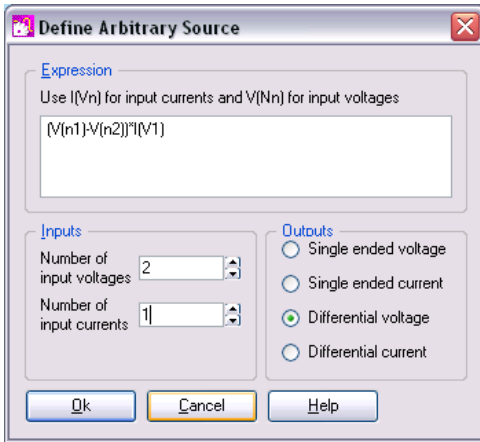 Define Arbitrary Source
Expression
Use I(Vn) for input currents and V(Nn) for input voltages
(V(n1)-V(n2))*I(V1)
Inputs
Number of
input voltages
2
Number of
input currents
1
Outputs
Single ended voltage
Single ended current
Differential voltage
Differential current
Ok
Cancel
Help